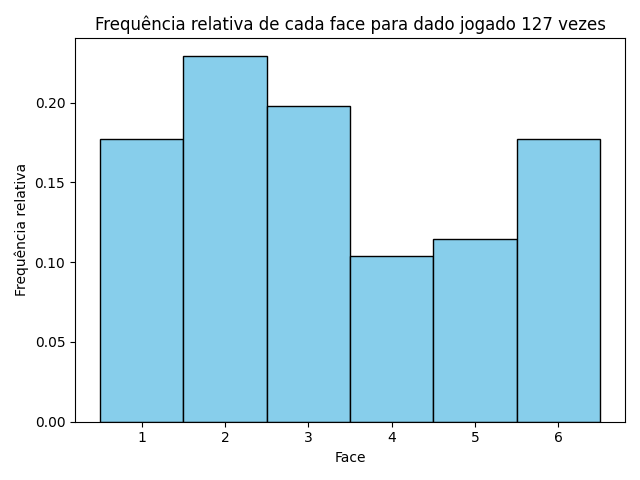 Frequência relativa de cada face para dado jogado 127 vezes
Frequência relativa
0.20
0.15
0.10
0.05
0.00
1 2 3 4 5 6
Face